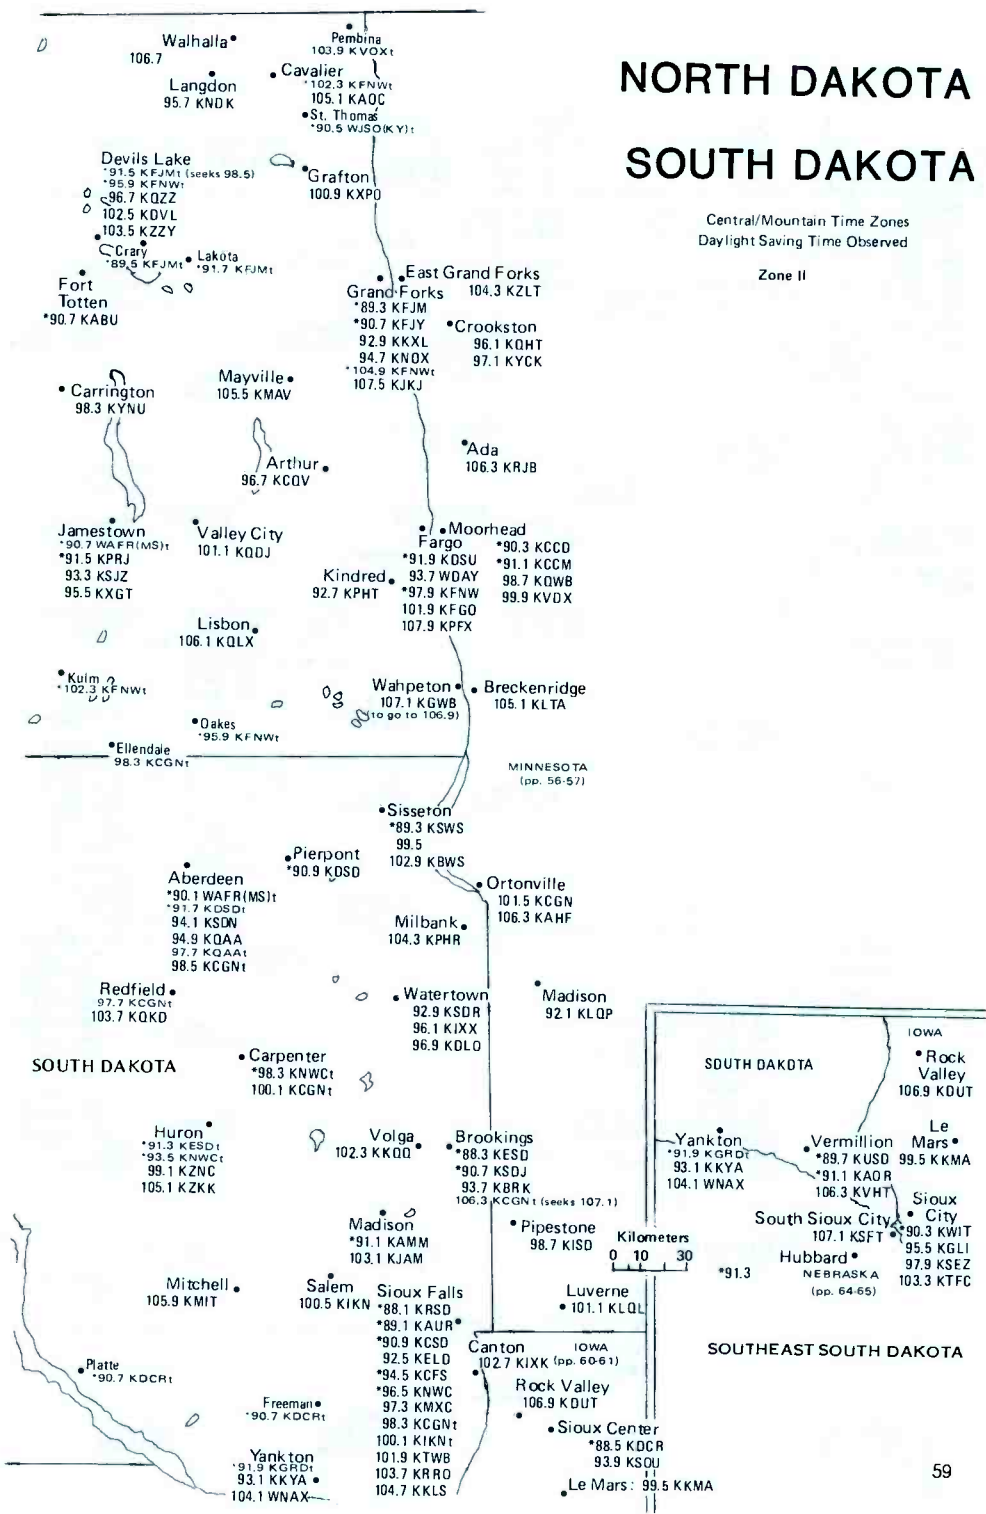 NORTH DAKOTA
SOUTH DAKOTA
Central/Mountain Time Zones
Daylight Saving Time Observed
Zone II
Walhalla
106.7
Pembina
103.9 KVOXt
Langdon
95.7 KNDK
Cavalier
*102.3 KFNWt
105.1 KAOC
St. Thomas
*90.5 WJSO(KY)t
Devils Lake
*91.5 KFJMt (seeks 98.5)
*95.9 KFNWt
96.7 KQZZ
102.5 KDVL
103.5 KZZY
Grafton
100.9 KXPO
Crary
*89.5 KFJMt
Lakota
*91.7 KFJMt
Fort
Totten
*90.7 KABU
East Grand Forks
104.3 KZLT
Grand Forks
*89.3 KFJM
*90.7 KFJY
92.9 KKXL
94.7 KNOX
*104.9 KFNWt
107.5 KJKJ
Crookston
96.1 KQHT
97.1 KYCK
Carrington
98.3 KYNU
Mayville
105.5 KMAV
Ada
106.3 KRJB
Arthur
96.7 KCQV
Jamestown
*90.7 WAFR(MS)t
*91.5 KPRJ
93.3 KSJZ
95.5 KXGT
Valley City
101.1 KQDJ
Moorhead
*90.3 KCCD
*91.1 KCCM
98.7 KQWB
99.9 KVOX
Fargo
*91.9 KDSU
93.7 WDAY
*97.9 KFNW
101.9 KFGO
107.9 KPFX
Kindred
92.7 KPHT
Lisbon
106.1 KQLX
Kulm
*102.3 KFNWt
Wahpeton
107.1 KGWB
(to go to 106.9)
Breckenridge
105.1 KLTA
Oakes
*95.9 KFNWt
Ellendale
98.3 KCGNt
MINNESOTA
(pp. 56-57)
Sisseton
*89.3 KSWS
99.5
102.9 KBWS
Pierpont
*90.9 KDSD
Aberdeen
*90.1 WAFR(MS)t
*91.7 KDSDt
94.1 KSDN
94.9 KQAA
97.7 KQAAt
98.5 KCGNt
Ortonville
101.5 KCGN
106.3 KAHF
Milbank
104.3 KPHR
Redfield
97.7 KCGNt
103.7 KQKD
Watertown
92.9 KSDR
96.1 KIXX
96.9 KDLO
Madison
92.1 KLQP
SOUTH DAKOTA
Carpenter
*98.3 KNWCt
100.1 KCGNt
Huron
*91.3 KESDt
*93.5 KNWCt
99.1 KZNC
105.1 KZKK
Volga
102.3 KKQQ
Brookings
*88.3 KESD
*90.7 KSDJ
93.7 KBRK
106.3 KCGNt (seeks 107.1)
Madison
*91.1 KAMM
103.1 KJAM
Pipestone
98.7 KISD
Mitchell
105.9 KMIT
Salem
100.5 KIKN
Sioux Falls
*88.1 KRSD
*89.1 KAUR
*90.9 KCSD
92.5 KELO
*94.5 KCFS
*96.5 KNWC
97.3 KMXC
98.3 KCGNt
100.1 KIKNt
101.9 KTWB
103.7 KRRO
104.7 KKLS
Luverne
101.1 KLQL
Canton
102.7 KIXK
IOWA
(pp. 60-61)
Platte
*90.7 KDCRt
Freeman
*90.7 KDCRt
Rock Valley
106.9 KDUT
Sioux Center
*88.5 KDCR
93.9 KSOU
Yankton
*91.9 KGRDt
93.1 KKYA
104.1 WNAX
Le Mars: 99.5 KKMA
Kilometers
0 10 30
IOWA
SOUTH DAKOTA
Rock
Valley
106.9 KDUT
Yankton
*91.9 KGRDt
93.1 KKYA
104.1 WNAX
Vermillion
*89.7 KUSD
*91.1 KAOR
106.3 KVHT
Le
Mars
99.5 KKMA
South Sioux City
107.1 KSFT
Sioux
City
*90.3 KWIT
95.5 KGLI
97.9 KSEZ
103.3 KTFC
Hubbard
*91.3
NEBRASKA
(pp. 64-65)
SOUTHEAST SOUTH DAKOTA
59